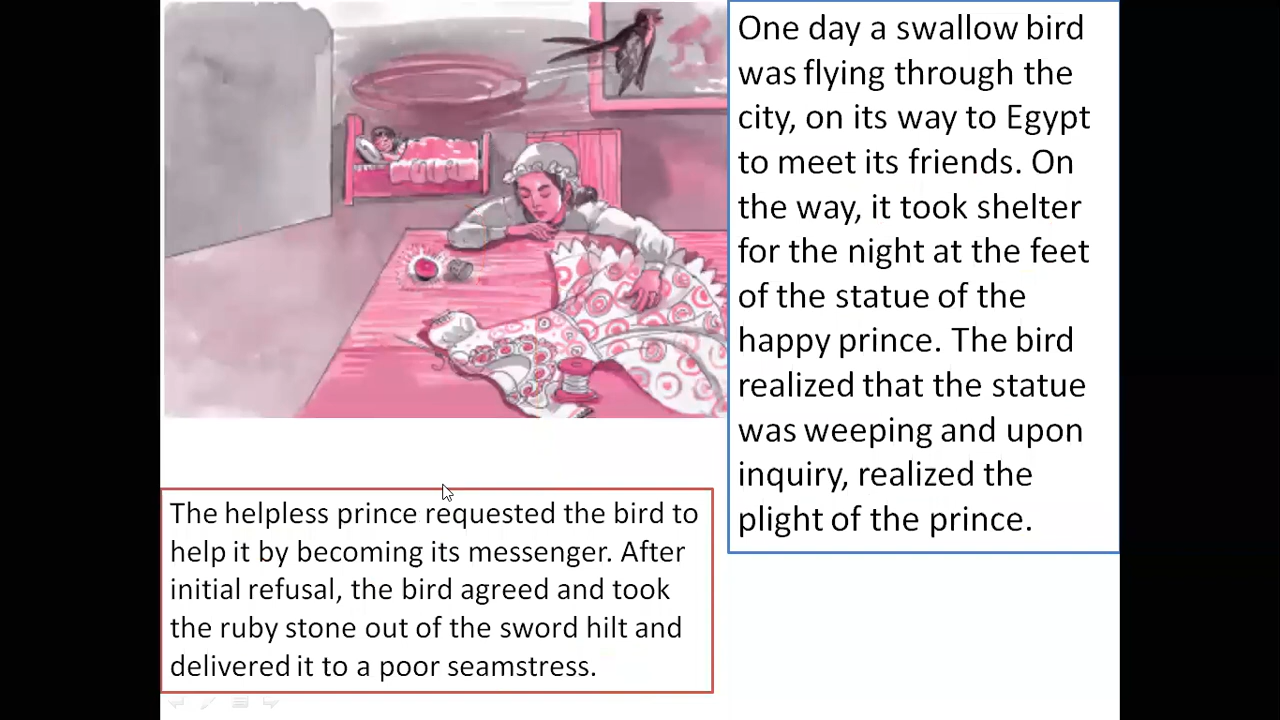 One day a swallow bird
was flying through the
city, on its way to Egypt
to meet its friends. On
the way, it took shelter
for the night at the feet
of the statue of the
happy prince. The bird
realized that the statue
was weeping and upon
inquiry, realized the
plight of the prince.
The helpless prince requested the bird to
help it by becoming its messenger. After
initial refusal, the bird agreed and took
the ruby stone out of the sword hilt and
delivered it to a poor seamstress.